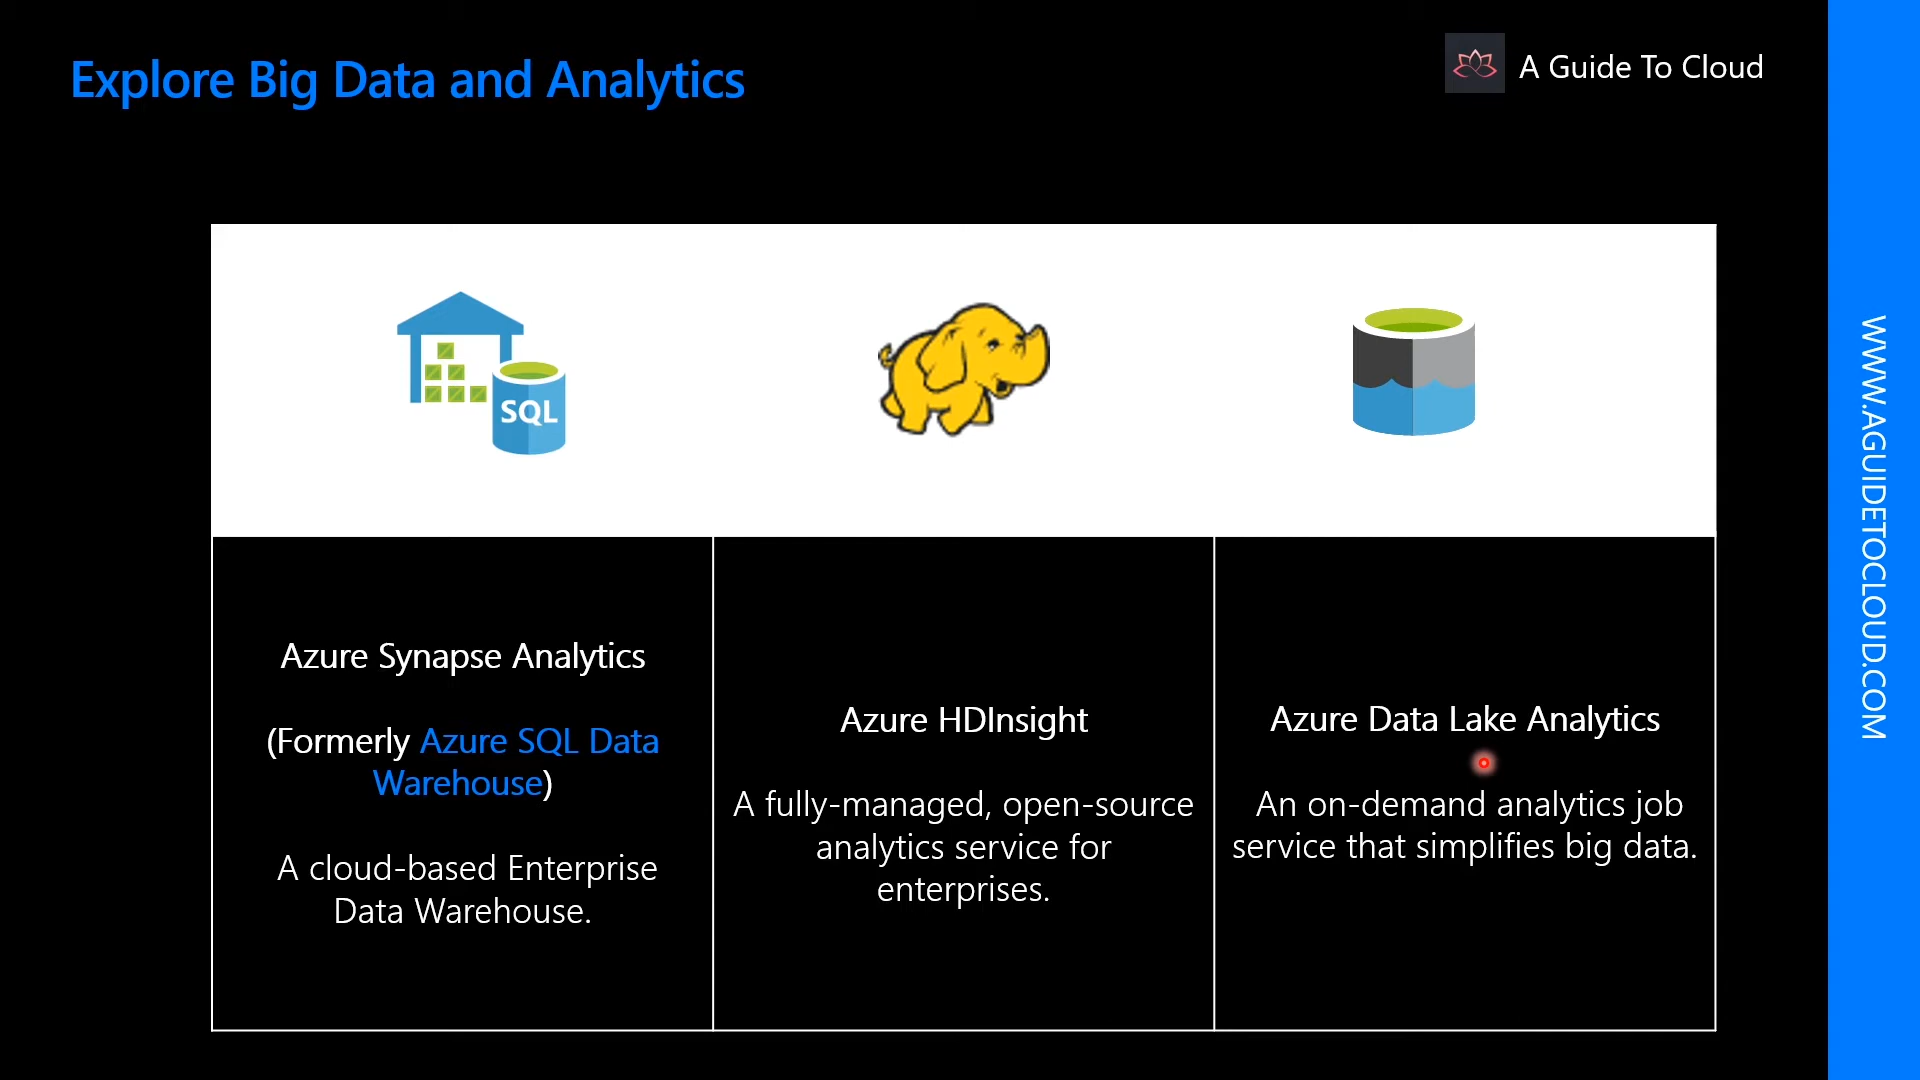 Explore Big Data and Analytics
A Guide To Cloud
SQL
Azure Synapse Analytics
(Formerly Azure SQL Data
Warehouse)
A cloud-based Enterprise
Data Warehouse.
Azure HDInsight
A fully-managed, open-source
analytics service for
enterprises.
Azure Data Lake Analytics
An on-demand analytics job
service that simplifies big data.
WWW.AGUIDETOCLOUD.COM